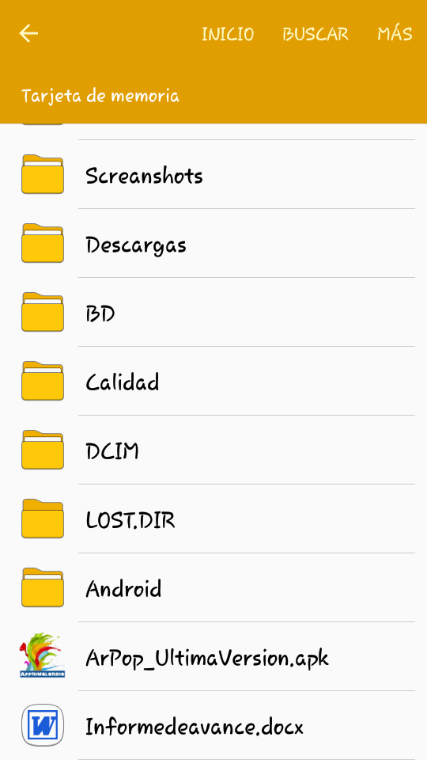 INICIO BUSCAR MÁS
Tarjeta de memoria
Screanshots
Descargas
BD
Calidad
DCIM
LOST.DIR
Android
ArPop_UltimaVersion.apk
W
Informedeavance.docx